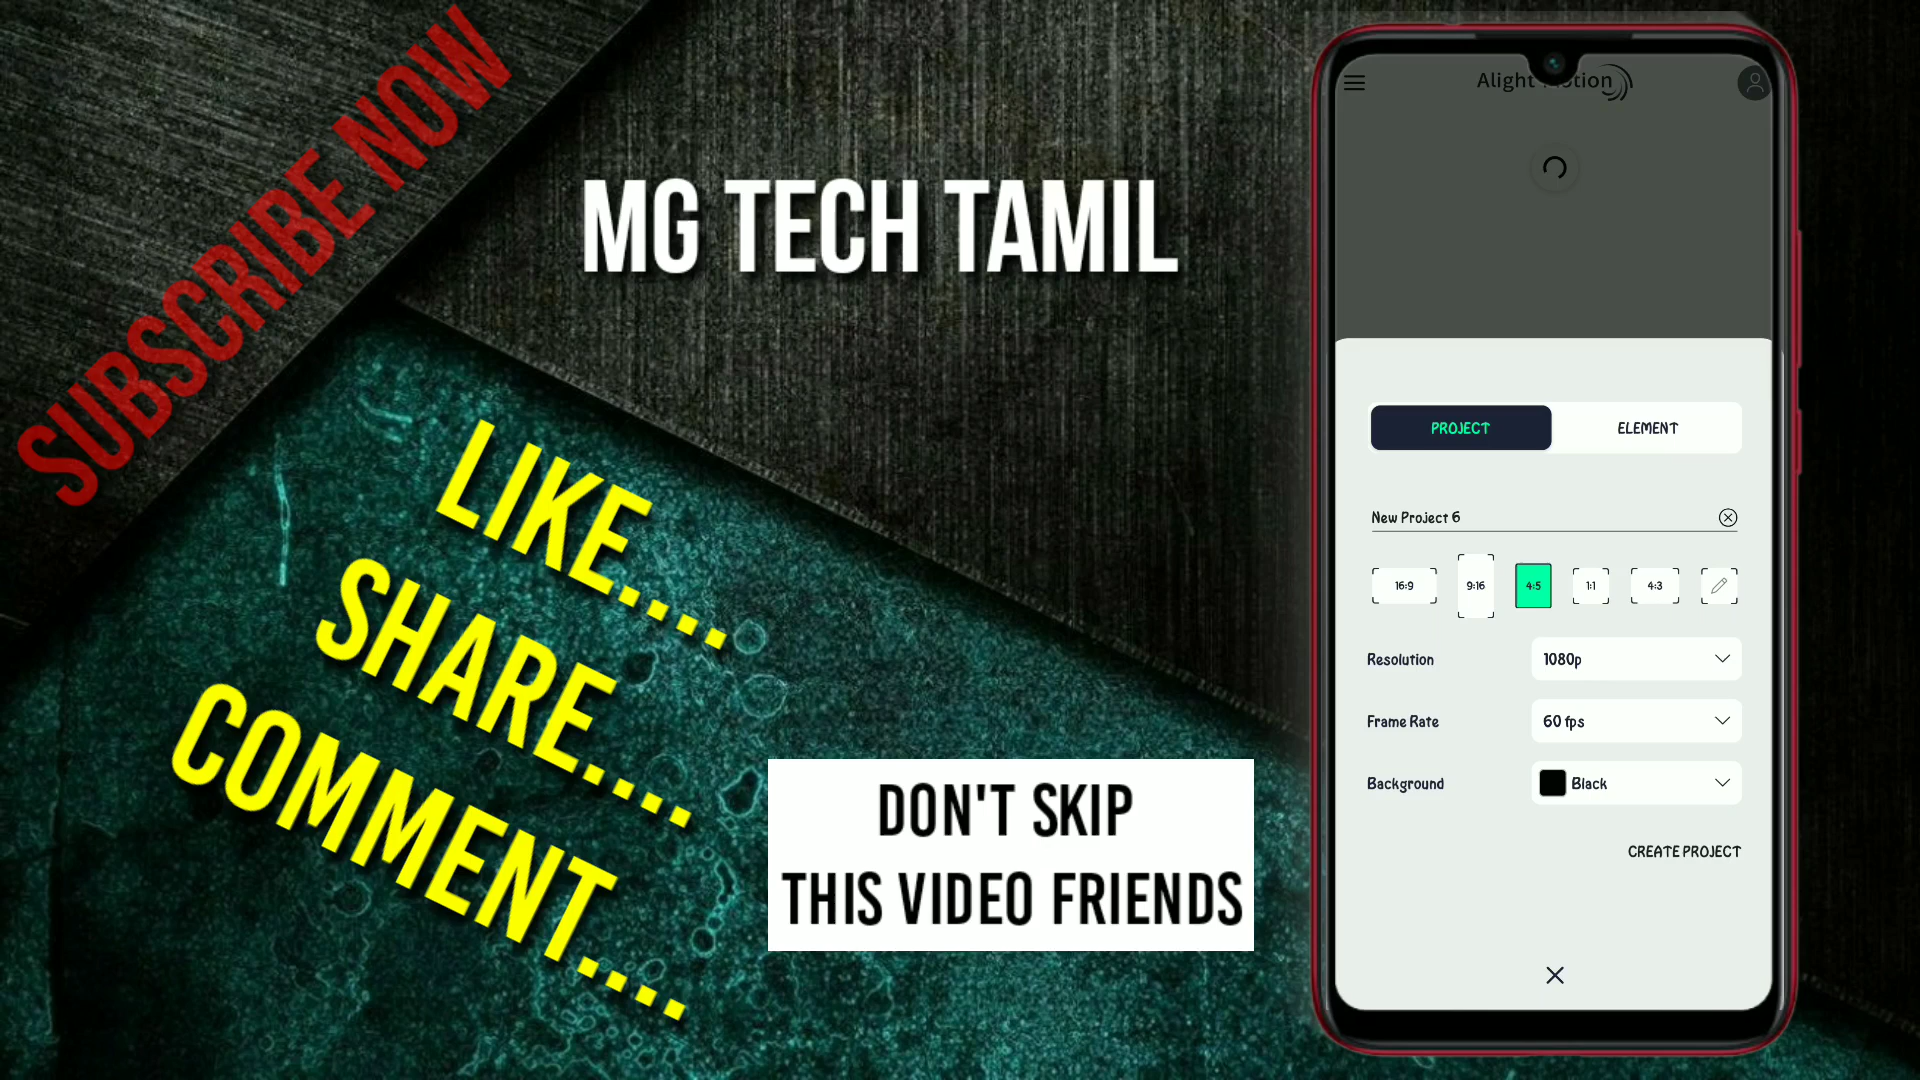 SUBSCRIBE NOW
MG TECH TAMIL
LIKE....
SHARE....
COMMENT....
DON'T SKIP
THIS VIDEO FRIENDS
Alight Motion
PROJECT
ELEMENT
New Project 6
16:9
9:16
4:5
1:1
4:3
Resolution
1080p
Frame Rate
60 fps
Background
Black
CREATE PROJECT